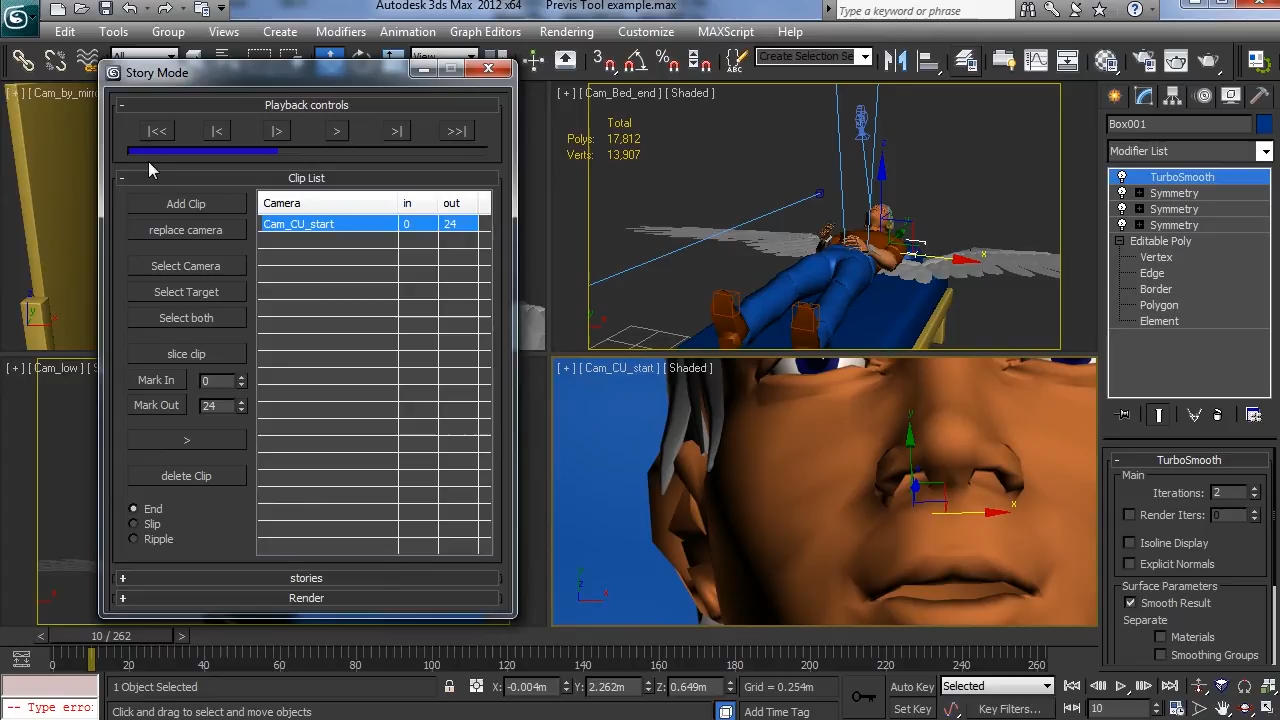 Autodesk 3ds Max 2012 x64 Previs Tool example.max
Type a keyword or phrase
Edit Tools Group Views Create Modifiers Animation Graph Editors Rendering Customize MAXScript Help
All View Create Selection Se
Story Mode
- Playback controls
|<< |< |> > >| >>|
- Clip List
Add Clip
replace camera
Select Camera
Select Target
Select both
slice clip
Mark In 0
Mark Out 24
>
delete Clip
End
Slip
Ripple
Camera in out
Cam_CU_start 0 24
+ stories
+ Render
[ + ] [ Cam_by_mirr
[ + ] [ Cam_Bed_end ] [ Shaded ]
Total
Polys: 17,812
Verts: 13,907
[ + ] [ Cam_low ] [ S
[ + ] [ Cam_CU_start ] [ Shaded ]
Box001
Modifier List
TurboSmooth
Symmetry
Symmetry
Symmetry
Editable Poly
Vertex
Edge
Border
Polygon
Element
- TurboSmooth
Main
Iterations: 2
Render Iters: 0
Isoline Display
Explicit Normals
Surface Parameters
Smooth Result
Separate
Materials
Smoothing Groups
< 10 / 262 >
0 20 40 60 80 100 120 140 160 180 200 220 240 260
1 Object Selected X: -0.004m Y: 2.262m Z: 0.649m Grid = 0.254m Auto Key Selected
-- Type erro: Click and drag to select and move objects Add Time Tag Set Key Key Filters... 10